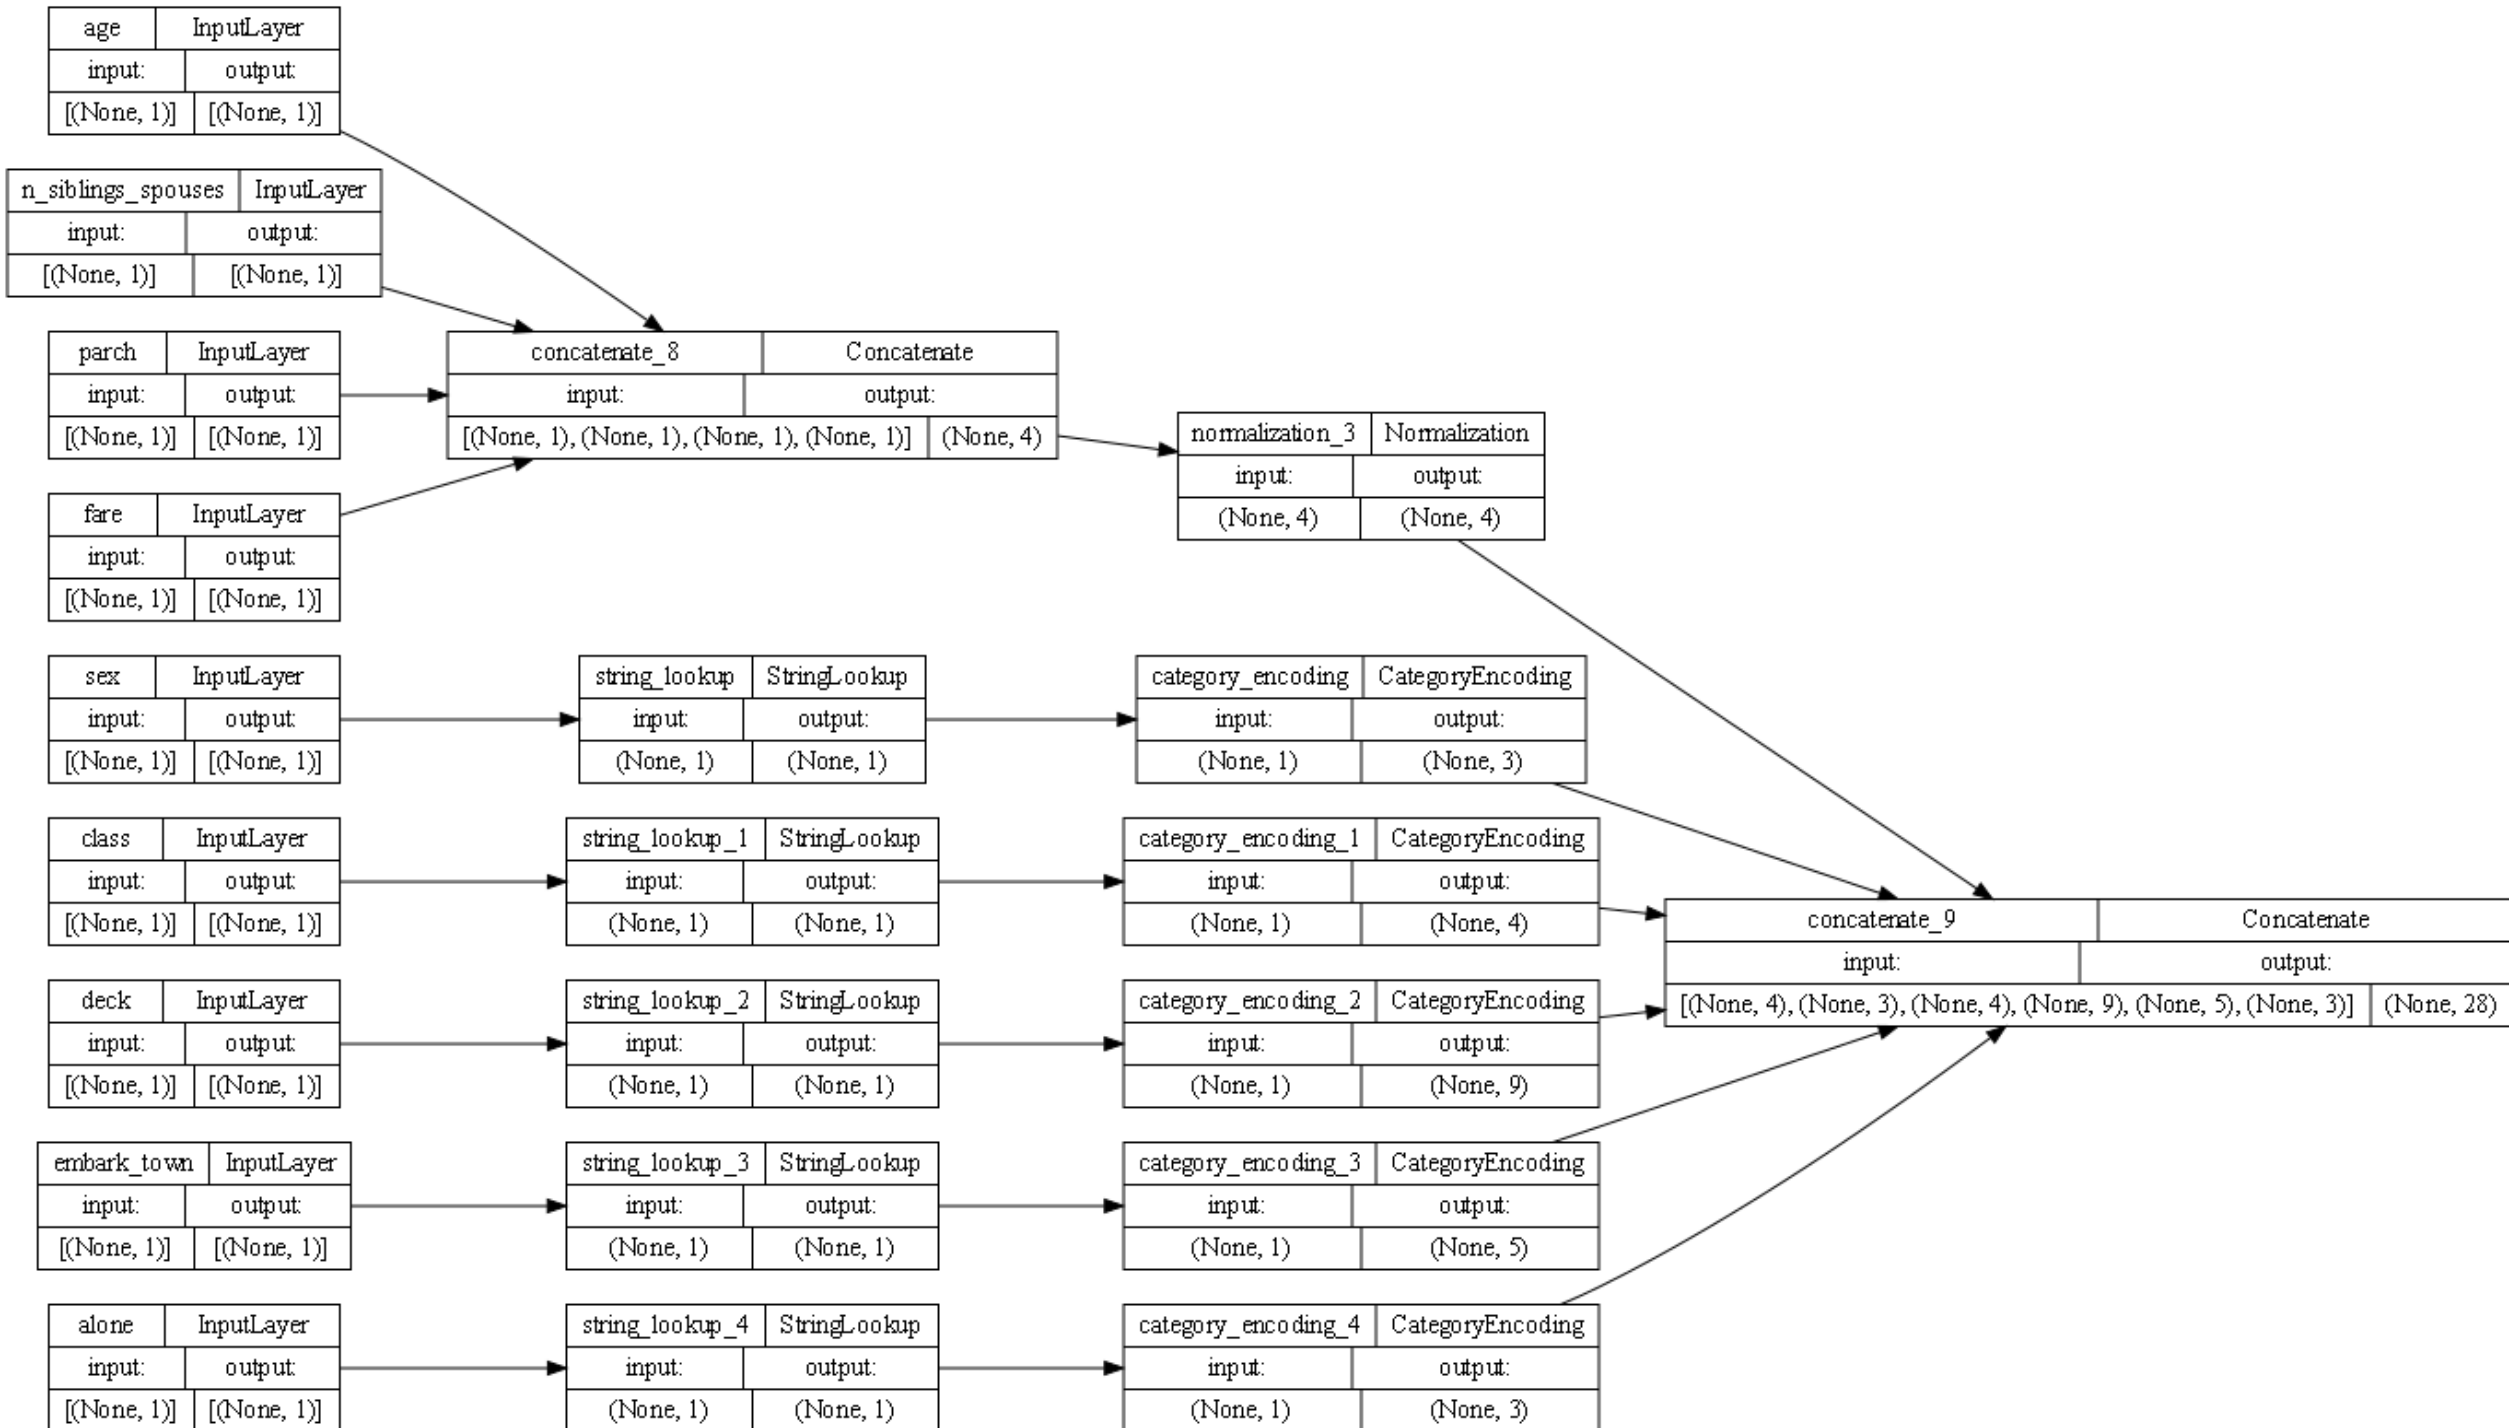 age InputLayer
input: output:
[(None, 1)] [(None, 1)]
n_siblings_spouses InputLayer
input: output:
[(None, 1)] [(None, 1)]
parch InputLayer
input: output:
[(None, 1)] [(None, 1)]
fare InputLayer
input: output:
[(None, 1)] [(None, 1)]
concatenate_8 Concatenate
input: output:
[(None, 1), (None, 1), (None, 1), (None, 1)] (None, 4)
normalization_3 Normalization
input: output:
(None, 4) (None, 4)
sex InputLayer
input: output:
[(None, 1)] [(None, 1)]
string_lookup StringLookup
input: output:
(None, 1) (None, 1)
category_encoding CategoryEncoding
input: output:
(None, 1) (None, 3)
class InputLayer
input: output:
[(None, 1)] [(None, 1)]
string_lookup_1 StringLookup
input: output:
(None, 1) (None, 1)
category_encoding_1 CategoryEncoding
input: output:
(None, 1) (None, 4)
deck InputLayer
input: output:
[(None, 1)] [(None, 1)]
string_lookup_2 StringLookup
input: output:
(None, 1) (None, 1)
category_encoding_2 CategoryEncoding
input: output:
(None, 1) (None, 9)
embark_town InputLayer
input: output:
[(None, 1)] [(None, 1)]
string_lookup_3 StringLookup
input: output:
(None, 1) (None, 1)
category_encoding_3 CategoryEncoding
input: output:
(None, 1) (None, 5)
alone InputLayer
input: output:
[(None, 1)] [(None, 1)]
string_lookup_4 StringLookup
input: output:
(None, 1) (None, 1)
category_encoding_4 CategoryEncoding
input: output:
(None, 1) (None, 3)
concatenate_9 Concatenate
input: output:
[(None, 4), (None, 3), (None, 4), (None, 9), (None, 5), (None, 3)] (None, 28)